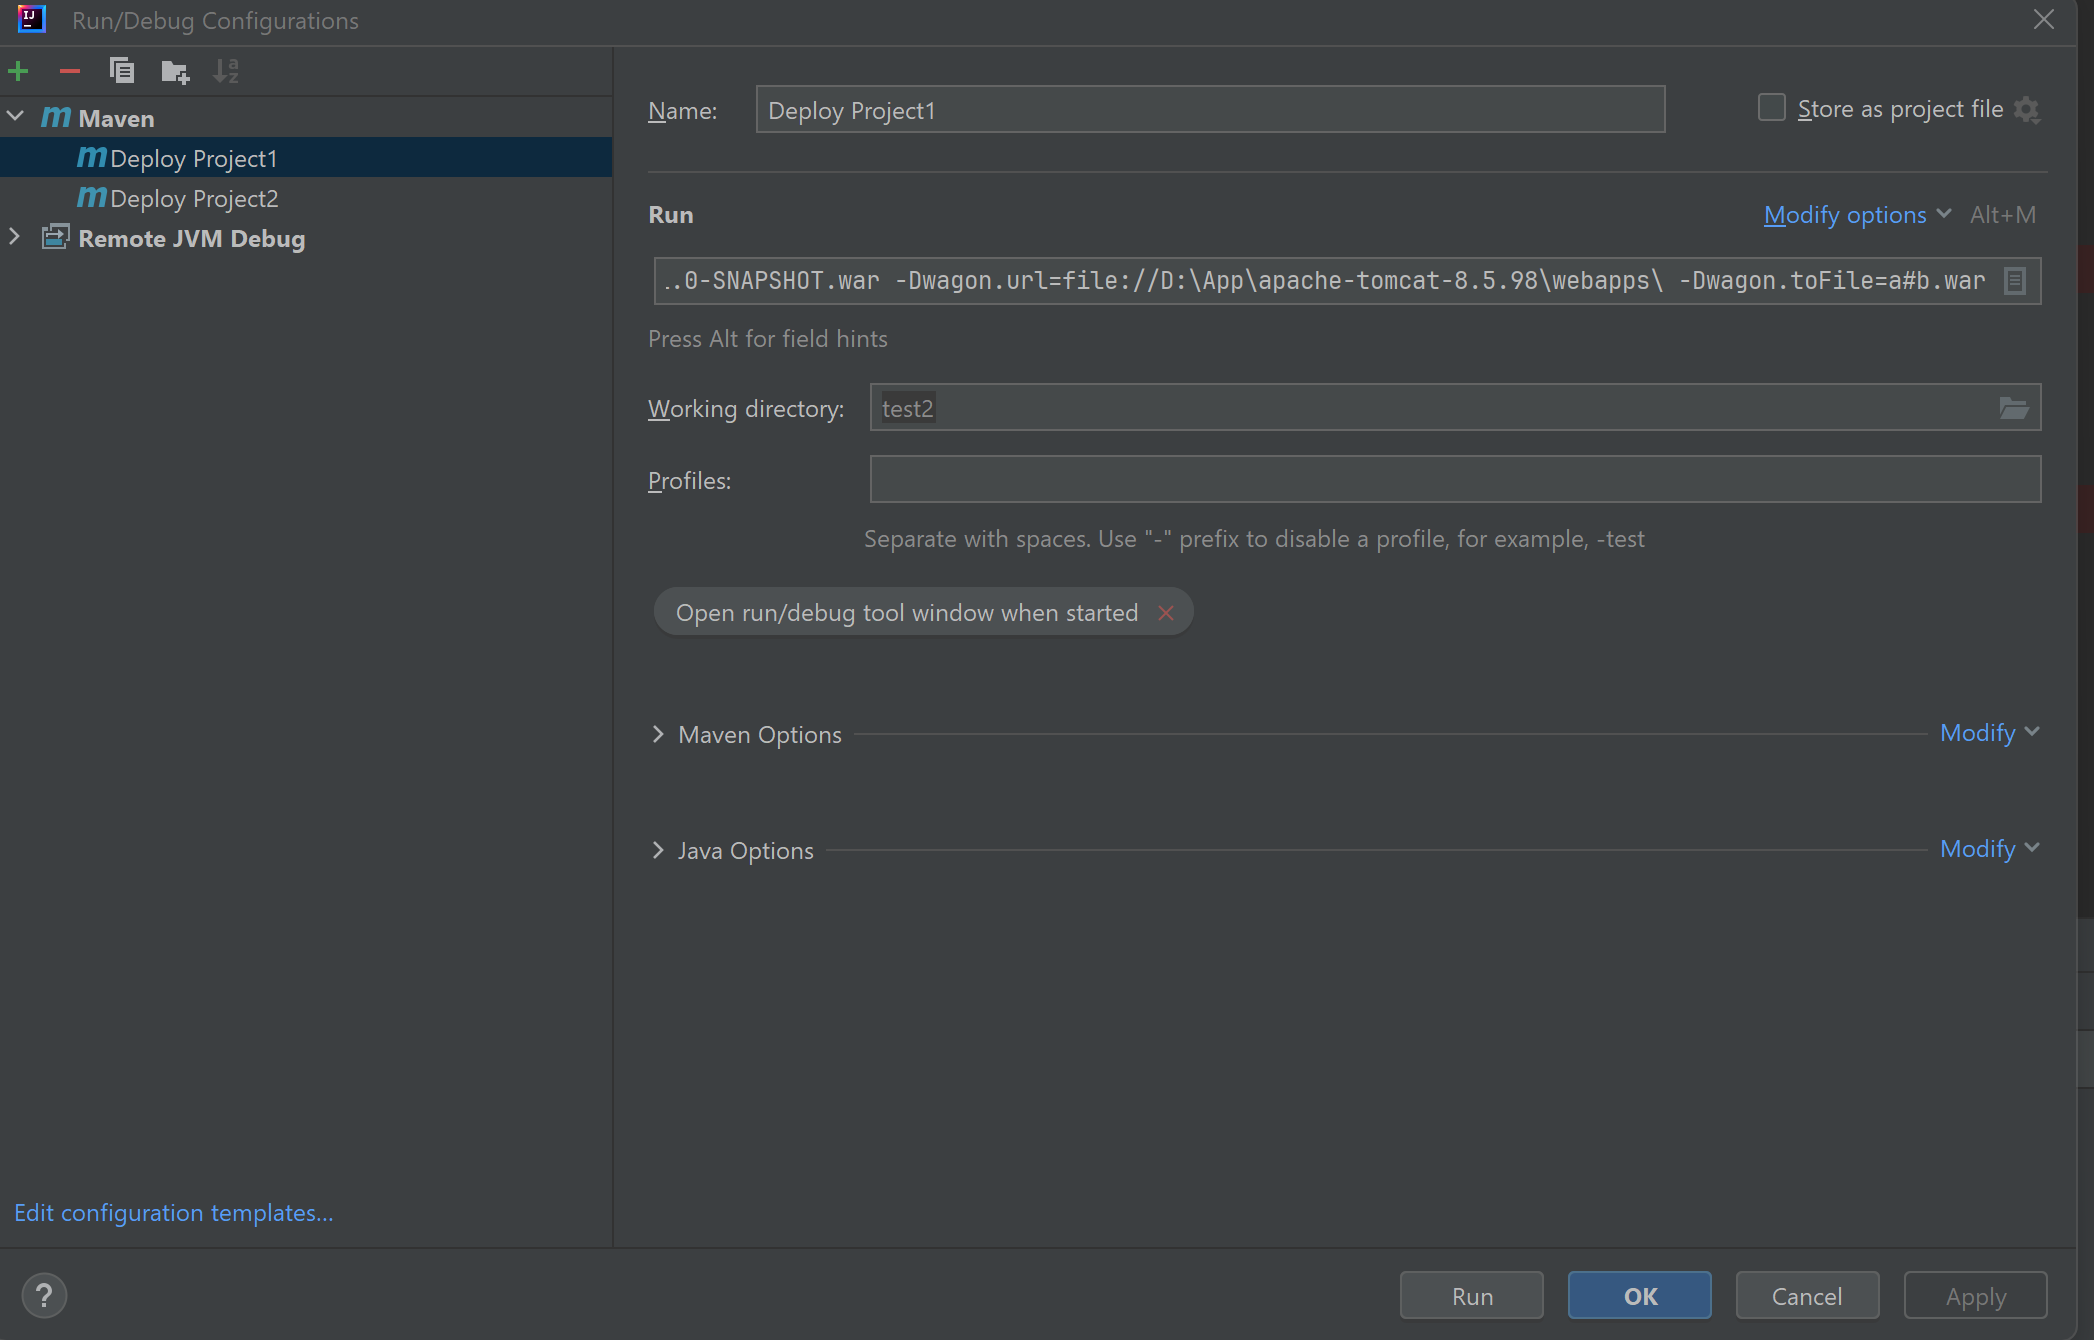 Run/Debug Configurations
Maven
Deploy Project1
Deploy Project2
Remote JVM Debug
Edit configuration templates...
Name: Deploy Project1
Store as project file
Run
Modify options Alt+M
.0-SNAPSHOT.war -Dwagon.url=file://D:\App\apache-tomcat-8.5.98\webapps\ -Dwagon.toFile=a#b.war
Press Alt for field hints
Working directory: test2
Profiles:
Separate with spaces. Use "-" prefix to disable a profile, for example, -test
Open run/debug tool window when started
Maven Options Modify
Java Options Modify
? Run OK Cancel Apply